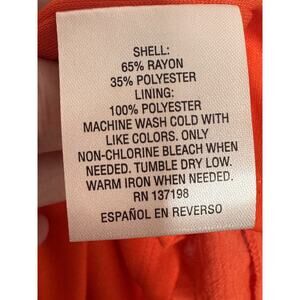 SHELL:
65% RAYON
35% POLYESTER
LINING:
100% POLYESTER
MACHINE WASH COLD WITH
LIKE COLORS. ONLY
NON-CHLORINE BLEACH WHEN
NEEDED. TUMBLE DRY LOW.
WARM IRON WHEN NEEDED.
RN 137198
ESPAÑOL EN REVERSO